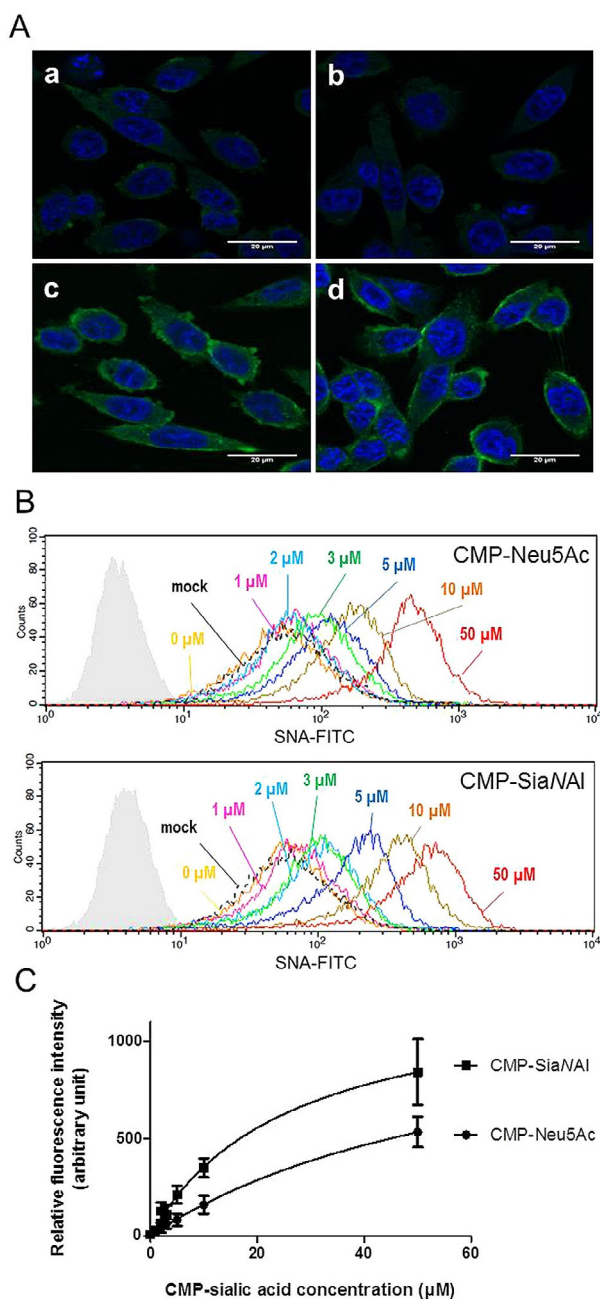 A
a
b
20 µm
20 µm
c
d
20 µm
20 µm
B
CMP-Neu5Ac
Counts
100
80
60
40
20
0
mock
0 µM
1 µM
2 µM
3 µM
5 µM
10 µM
50 µM
10⁰ 10¹ 10² 10³ 10⁴
SNA-FITC
CMP-SiaNAl
Counts
100
80
60
40
20
0
mock
0 µM
1 µM
2 µM
3 µM
5 µM
10 µM
50 µM
10⁰ 10¹ 10² 10³ 10⁴
SNA-FITC
C
Relative fluorescence intensity
(arbitrary unit)
1000
500
0
CMP-SiaNAl
CMP-Neu5Ac
0 20 40 60
CMP-sialic acid concentration (µM)